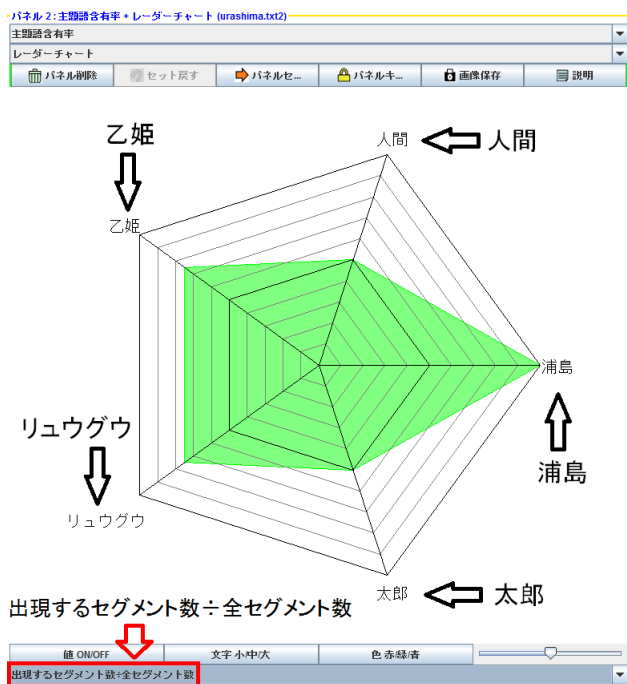 パネル 2 : 主題語含有率 + レーダーチャート (urashima.txt2)
主題語含有率
レーダーチャート
パネル削除 セット戻す パネルセ... パネルキ... 画像保存 説明
乙姫
人間 人間
乙姫
浦島
リュウグウ
浦島
リュウグウ
太郎 太郎
出現するセグメント数÷全セグメント数
値 ON/OFF 文字 小/中/大 色 赤/緑/青
出現するセグメント数÷全セグメント数